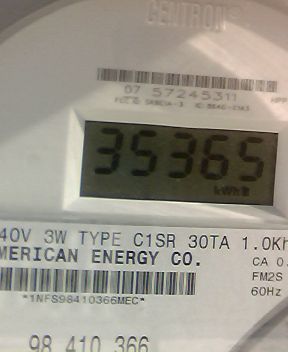 CENTRON®
07 57245311
35365
kWh
40V 3W TYPE C1SR 30TA 1.0Kh
MERICAN ENERGY CO.
CA 0.
FM2S
60Hz
*1NFS98410366MEC*
98 410 366